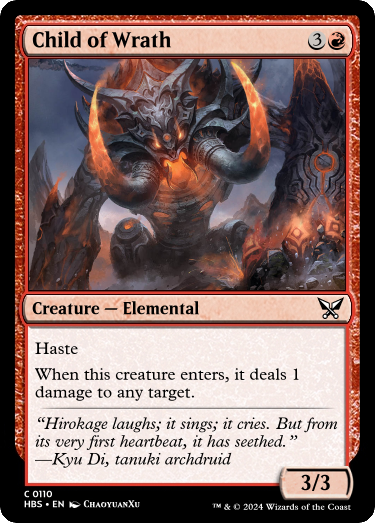 Child of Wrath 3
Creature — Elemental
Haste
When this creature enters, it deals 1
damage to any target.
“Hirokage laughs; it sings; it cries. But from
its very first heartbeat, it has seethed.”
—Kyu Di, tanuki archdruid
3/3
C 0110
HBS • EN ChaoyuanXu
™ & © 2024 Wizards of the Coast